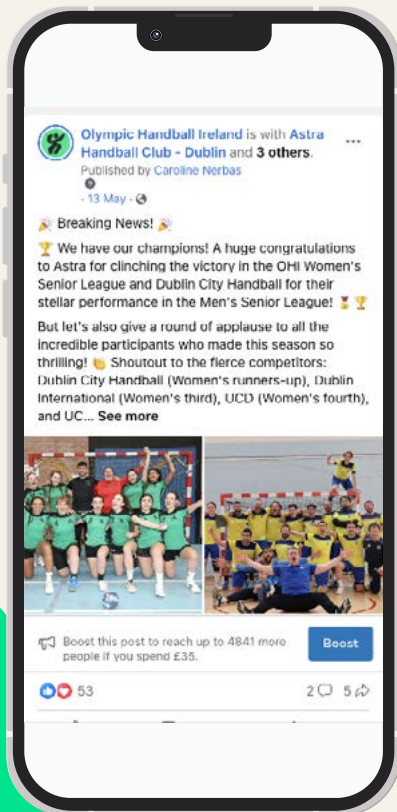 Olympic Handball Ireland is with Astra
Handball Club - Dublin and 3 others.
Published by Caroline Nerbas
· 13 May ·
🎉 Breaking News! 🎉
🏆 We have our champions! A huge congratulations
to Astra for clinching the victory in the OHI Women's
Senior League and Dublin City Handball for their
stellar performance in the Men's Senior League! 🏅🏆
But let's also give a round of applause to all the
incredible participants who made this season so
thrilling! 👏 Shoutout to the fierce competitors:
Dublin City Handball (Women's runners-up), Dublin
International (Women's third), UCD (Women's fourth),
and UC... See more
Boost this post to reach up to 4841 more
people if you spend £35.
Boost
53
2 5